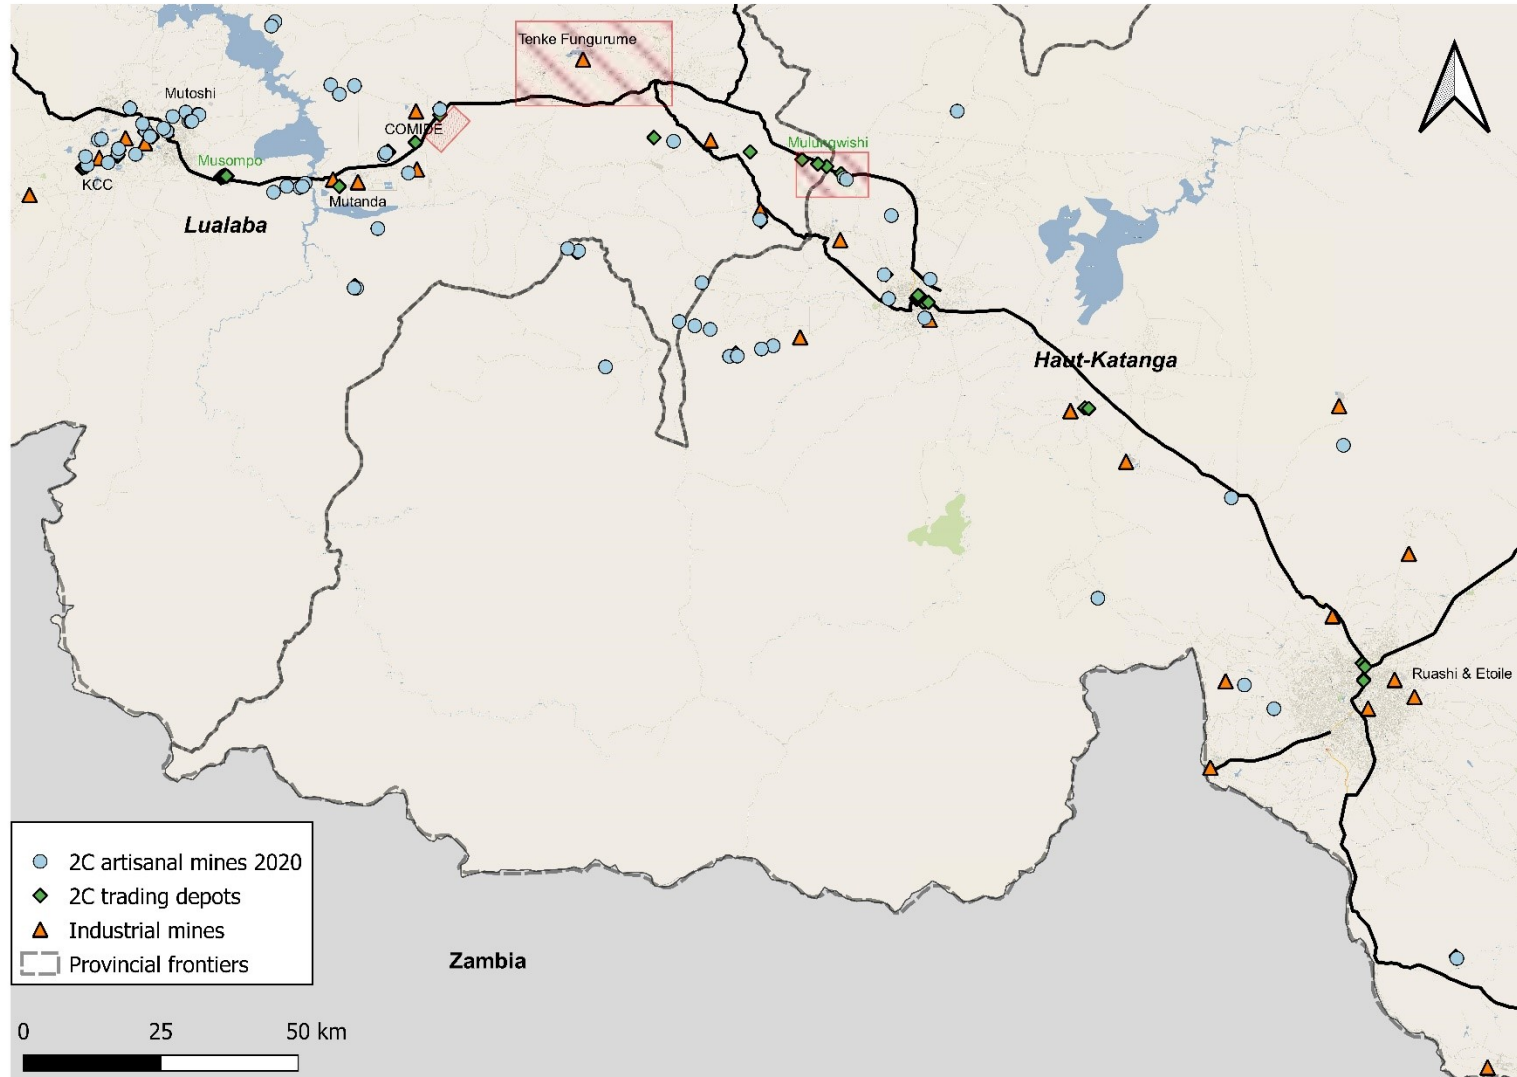 Tenke Fungurume
Mutoshi
COMIDE
Mulungwishi
Musompo
KCC
Mutanda
Lualaba
Haut-Katanga
Ruashi & Etoile
2C artisanal mines 2020
2C trading depots
Industrial mines
Provincial frontiers
Zambia
0 25 50 km